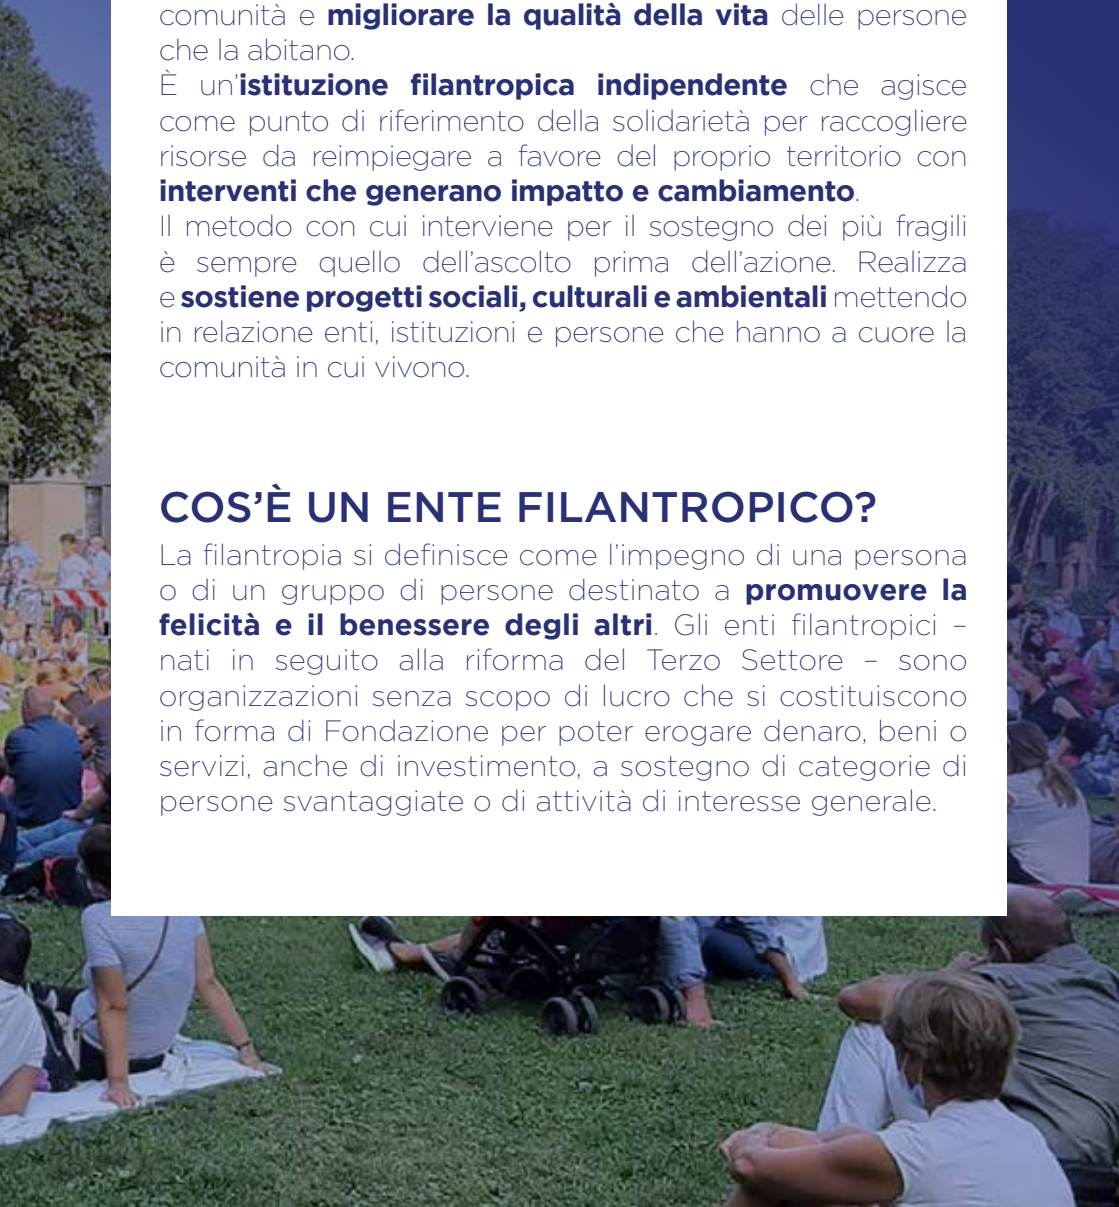 comunità e migliorare la qualità della vita delle persone
che la abitano.
È un'istituzione filantropica indipendente che agisce
come punto di riferimento della solidarietà per raccogliere
risorse da reimpiegare a favore del proprio territorio con
interventi che generano impatto e cambiamento.
Il metodo con cui interviene per il sostegno dei più fragili
è sempre quello dell'ascolto prima dell'azione. Realizza
e sostiene progetti sociali, culturali e ambientali mettendo
in relazione enti, istituzioni e persone che hanno a cuore la
comunità in cui vivono.
COS'È UN ENTE FILANTROPICO?
La filantropia si definisce come l'impegno di una persona
o di un gruppo di persone destinato a promuovere la
felicità e il benessere degli altri. Gli enti filantropici –
nati in seguito alla riforma del Terzo Settore – sono
organizzazioni senza scopo di lucro che si costituiscono
in forma di Fondazione per poter erogare denaro, beni o
servizi, anche di investimento, a sostegno di categorie di
persone svantaggiate o di attività di interesse generale.